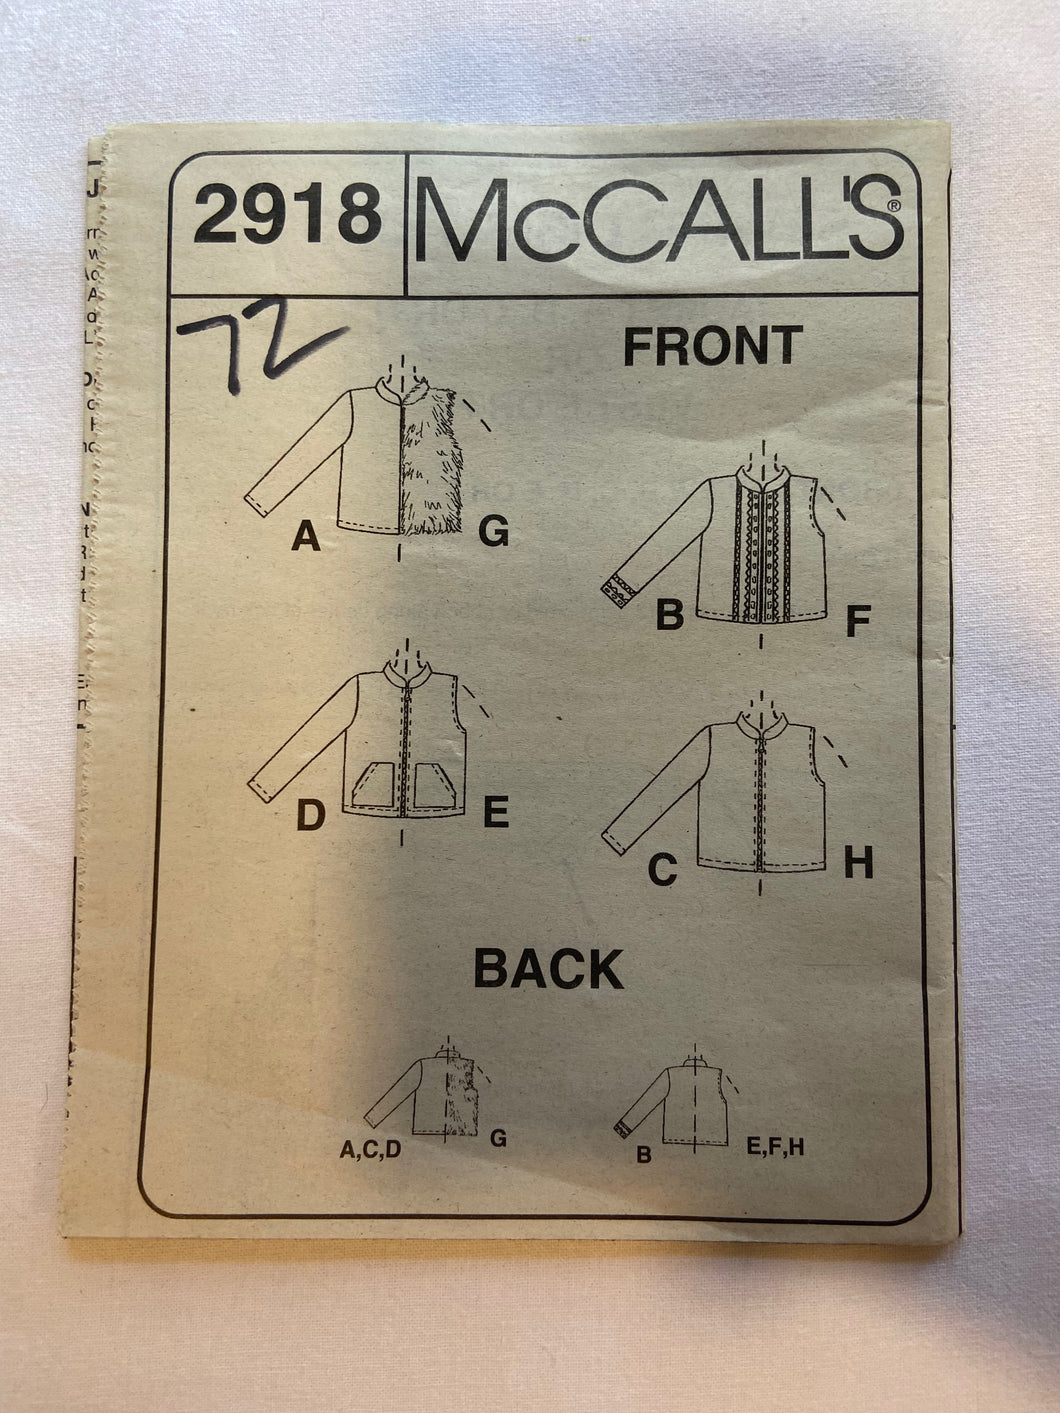 2918 McCALL'S®
72
FRONT
A G
B F
D E
C H
BACK
A,C,D G
B E,F,H